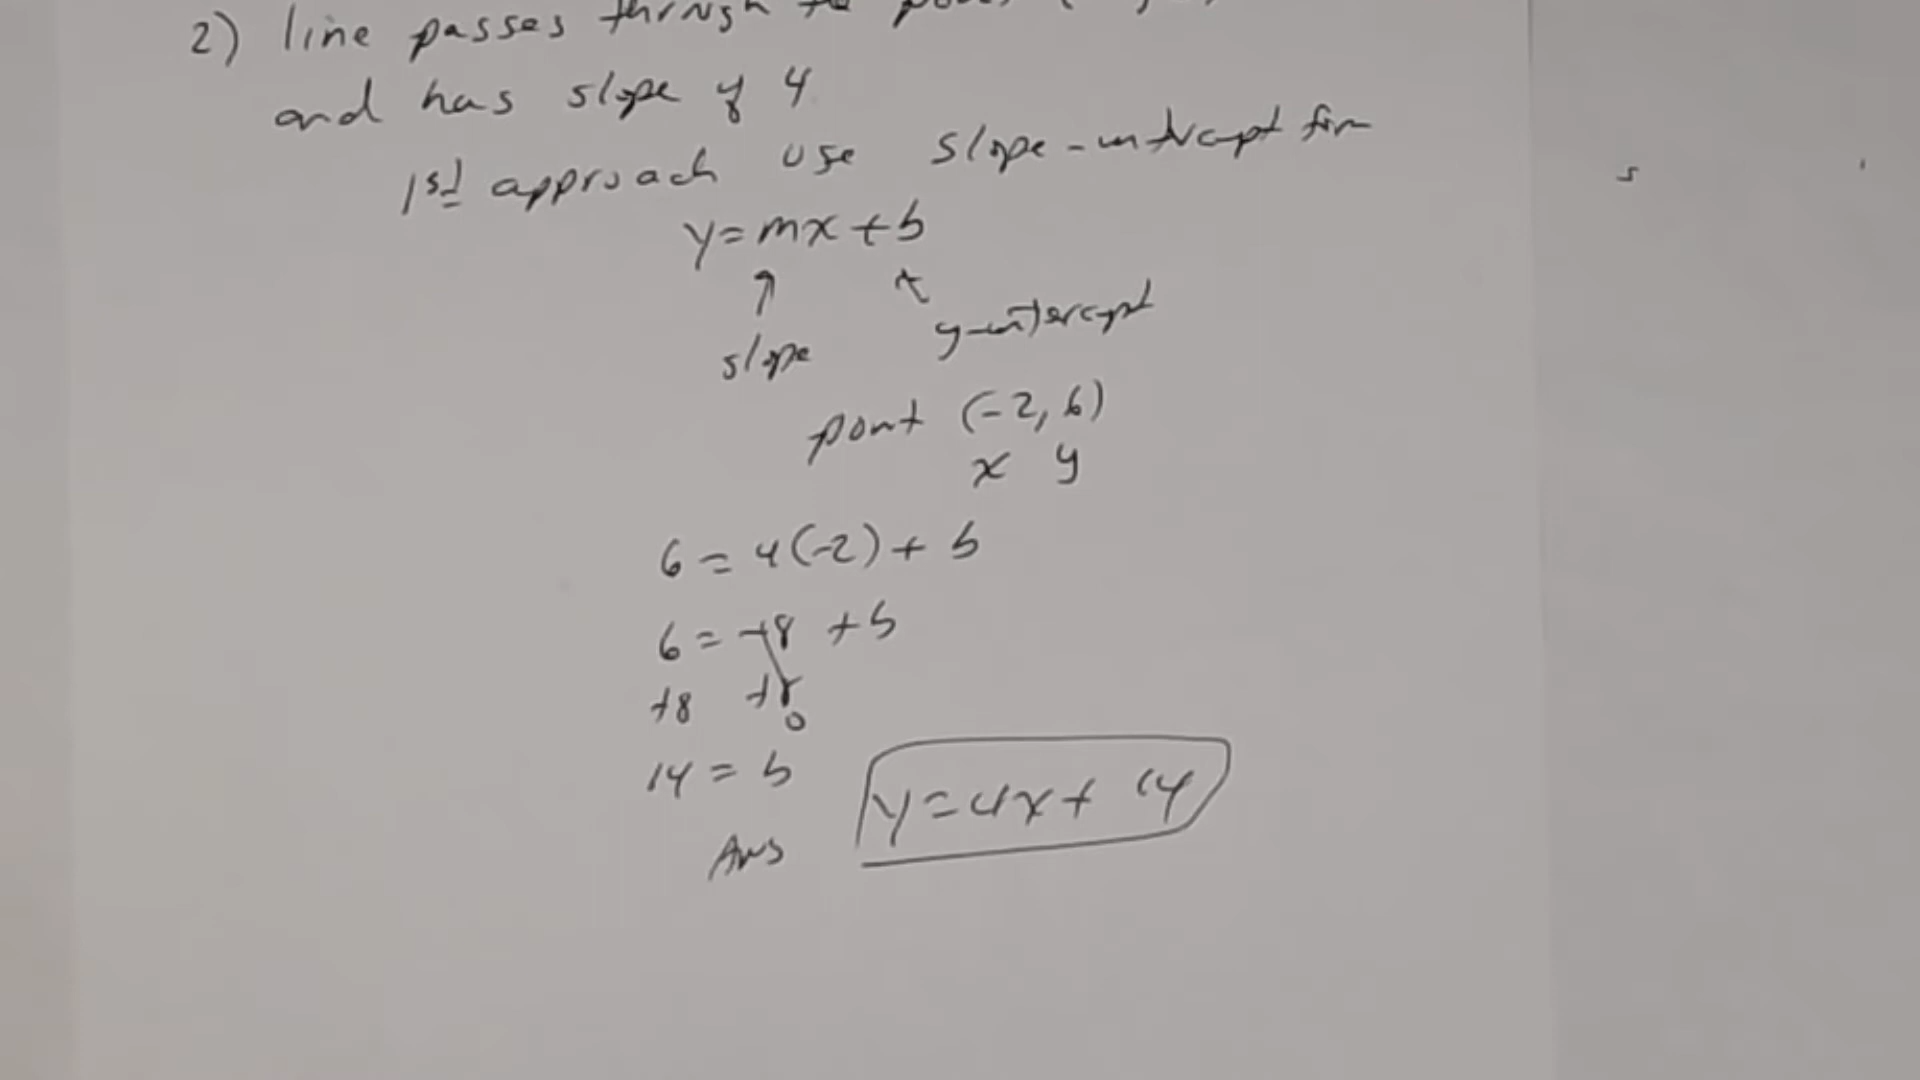 2) line passes through
and has slope of 4
1st approach use slope-intercept form
y=mx+b
slope y-intercept
point (-2,6)
x y
6=4(-2)+b
6=-8+b
+8 +8
0
14=b
y=4x+14
Ans